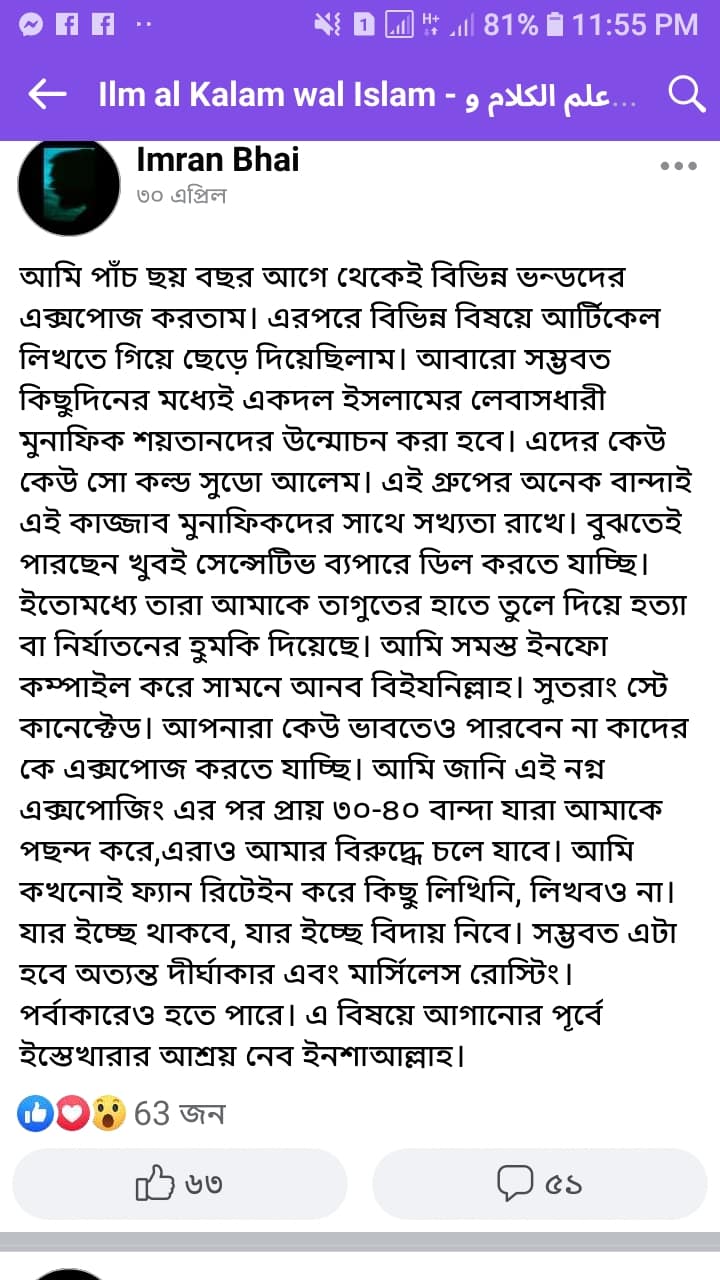 1 H+ 81% 11:55 PM
Ilm al Kalam wal Islam - علم الكلام و...
Imran Bhai
৩০ এপ্রিল
আমি পাঁচ ছয় বছর আগে থেকেই বিভিন্ন ভন্ডদের
এক্সপোজ করতাম। এরপরে বিভিন্ন বিষয়ে আর্টিকেল
লিখতে গিয়ে ছেড়ে দিয়েছিলাম। আবারো সম্ভবত
কিছুদিনের মধ্যেই একদল ইসলামের লেবাসধারী
মুনাফিক শয়তানদের উন্মোচন করা হবে। এদের কেউ
কেউ সো কল্ড সুডো আলেম। এই গ্রুপের অনেক বান্দাই
এই কাজ্জাব মুনাফিকদের সাথে সখ্যতা রাখে। বুঝতেই
পারছেন খুবই সেন্সেটিভ ব্যপারে ডিল করতে যাচ্ছি।
ইতোমধ্যে তারা আমাকে তাগুতের হাতে তুলে দিয়ে হত্যা
বা নির্যাতনের হুমকি দিয়েছে। আমি সমস্ত ইনফো
কম্পাইল করে সামনে আনব বিইযনিল্লাহ। সুতরাং স্টে
কানেক্টেড। আপনারা কেউ ভাবতেও পারবেন না কাদের
কে এক্সপোজ করতে যাচ্ছি। আমি জানি এই নগ্ন
এক্সপোজিং এর পর প্রায় ৩০-৪০ বান্দা যারা আমাকে
পছন্দ করে,এরাও আমার বিরুদ্ধে চলে যাবে। আমি
কখনোই ফ্যান রিটেইন করে কিছু লিখিনি, লিখবও না।
যার ইচ্ছে থাকবে, যার ইচ্ছে বিদায় নিবে। সম্ভবত এটা
হবে অত্যন্ত দীর্ঘাকার এবং মার্সিলেস রোস্টিং।
পর্বাকারেও হতে পারে। এ বিষয়ে আগানোর পূর্বে
ইস্তেখারার আশ্রয় নেব ইনশাআল্লাহ।
63 জন
৬৩ ৫১